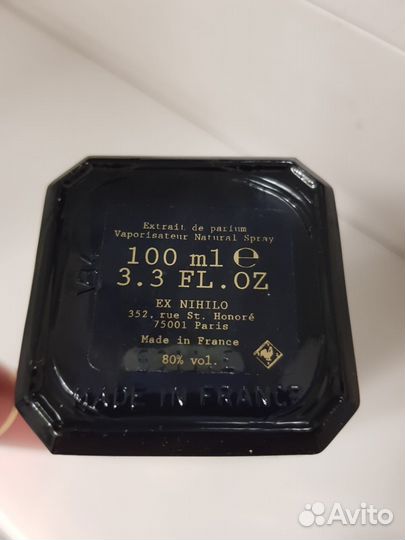 Extrait de parfum
Vaporisateur Natural Spray
100 ml ℮
3.3 FL.OZ
EX NIHILO
352, rue St. Honoré
75001 Paris
Made in France
80% vol.
MADE IN FRANCE
Avito